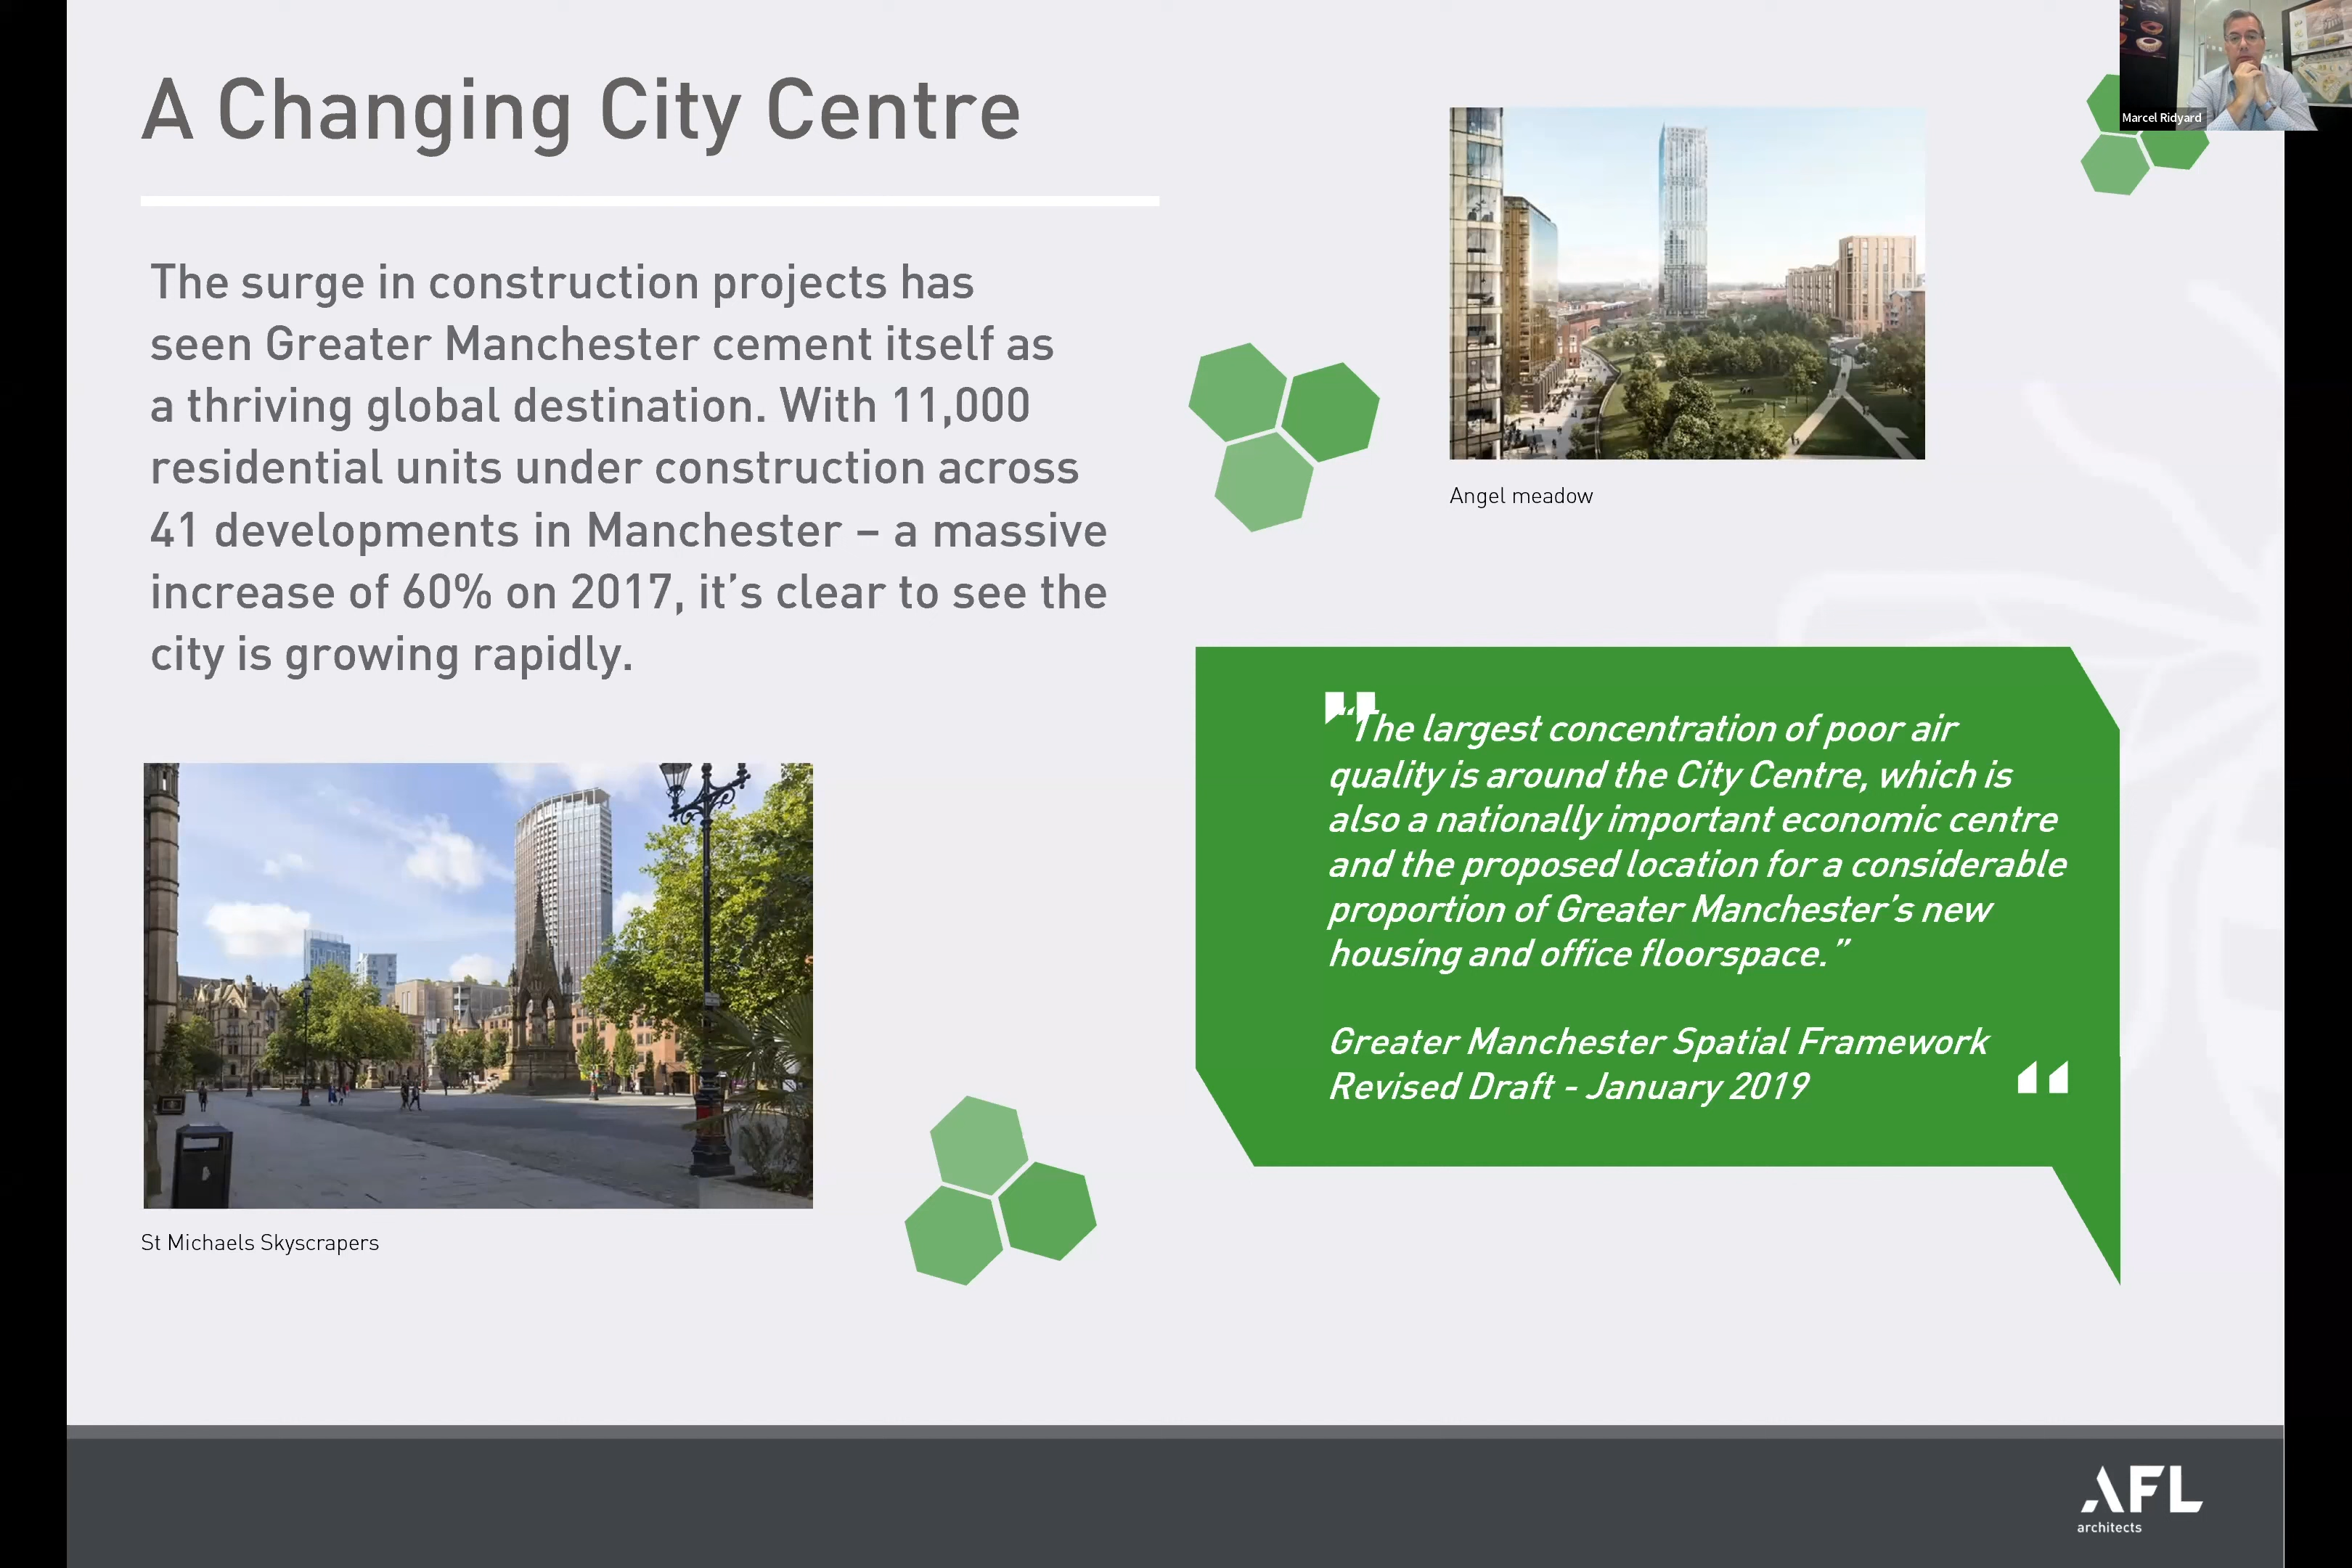 A Changing City Centre
The surge in construction projects has
seen Greater Manchester cement itself as
a thriving global destination. With 11,000
residential units under construction across
41 developments in Manchester – a massive
increase of 60% on 2017, it's clear to see the
city is growing rapidly.
St Michaels Skyscrapers
Marcel Ridyard
Angel meadow
“The largest concentration of poor air
quality is around the City Centre, which is
also a nationally important economic centre
and the proposed location for a considerable
proportion of Greater Manchester's new
housing and office floorspace.”
Greater Manchester Spatial Framework
Revised Draft - January 2019
AFL
architects